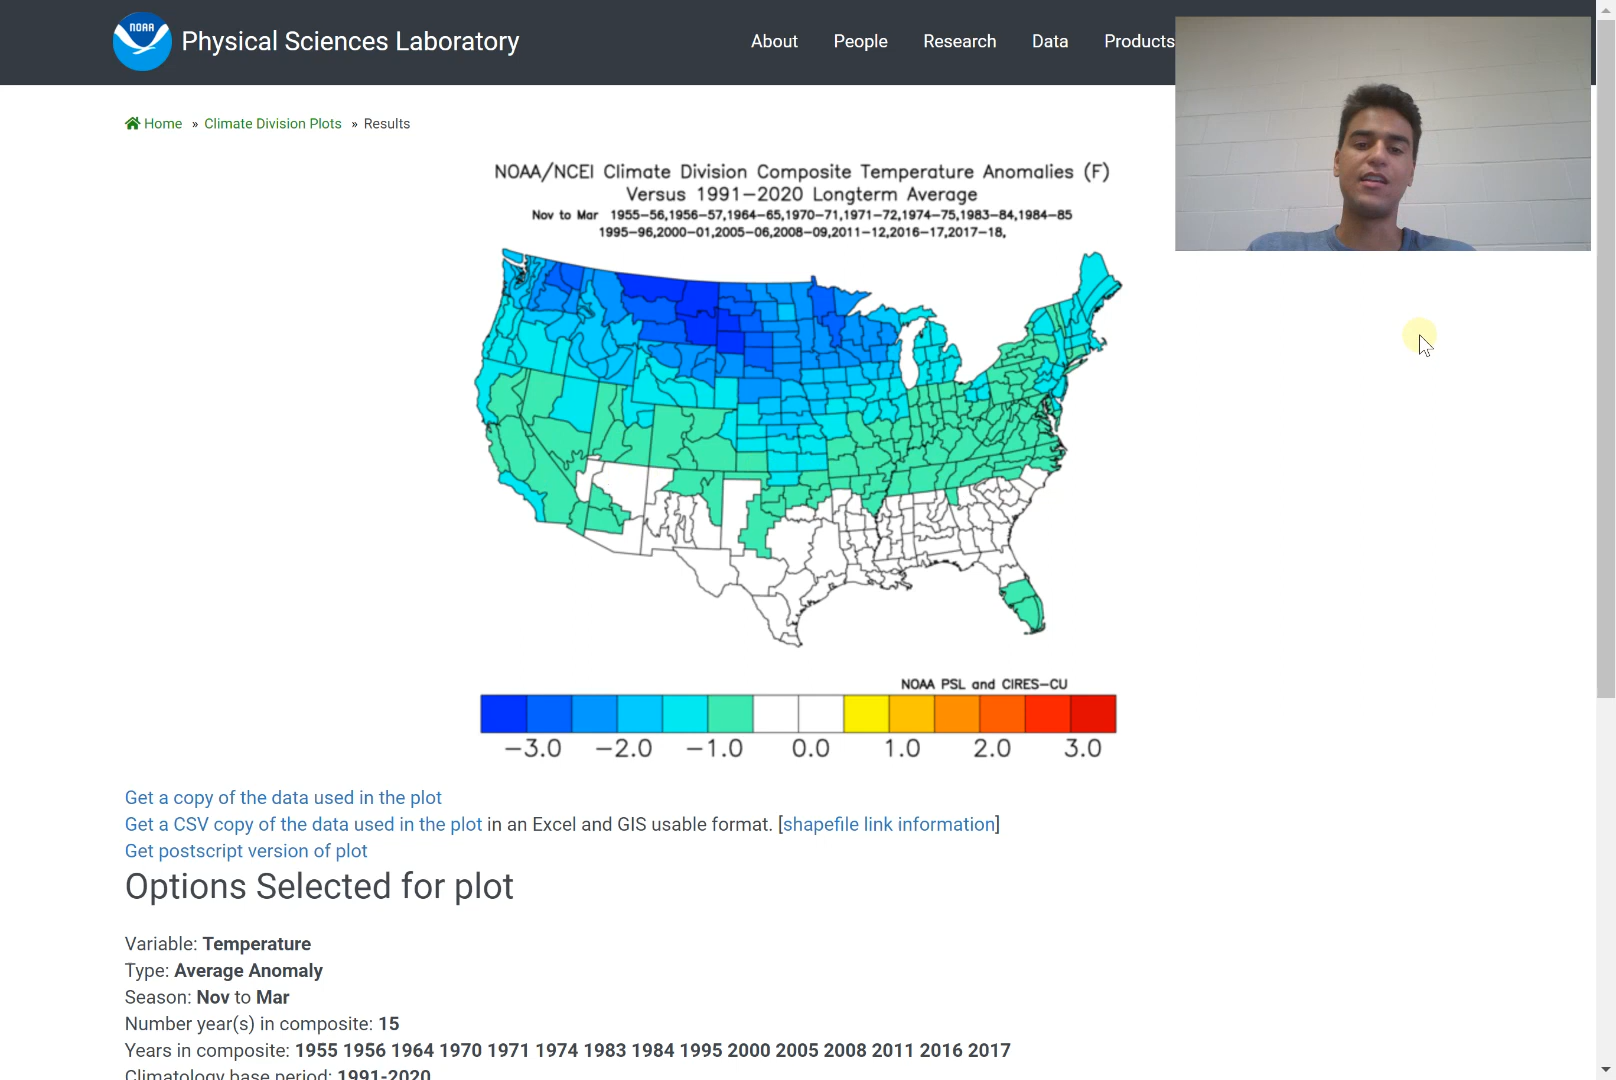 NOAA
Physical Sciences Laboratory
About People Research Data Products
Home » Climate Division Plots » Results
NOAA/NCEI Climate Division Composite Temperature Anomalies (F)
Versus 1991–2020 Longterm Average
Nov to Mar 1955–56,1956–57,1964–65,1970–71,1971–72,1974–75,1983–84,1984–85
1995–96,2000–01,2005–06,2008–09,2011–12,2016–17,2017–18,
NOAA PSL and CIRES–CU
−3.0 −2.0 −1.0 0.0 1.0 2.0 3.0
Get a copy of the data used in the plot
Get a CSV copy of the data used in the plot in an Excel and GIS usable format. [shapefile link information]
Get postscript version of plot
Options Selected for plot
Variable: Temperature
Type: Average Anomaly
Season: Nov to Mar
Number year(s) in composite: 15
Years in composite: 1955 1956 1964 1970 1971 1974 1983 1984 1995 2000 2005 2008 2011 2016 2017
Climatology base period: 1991-2020